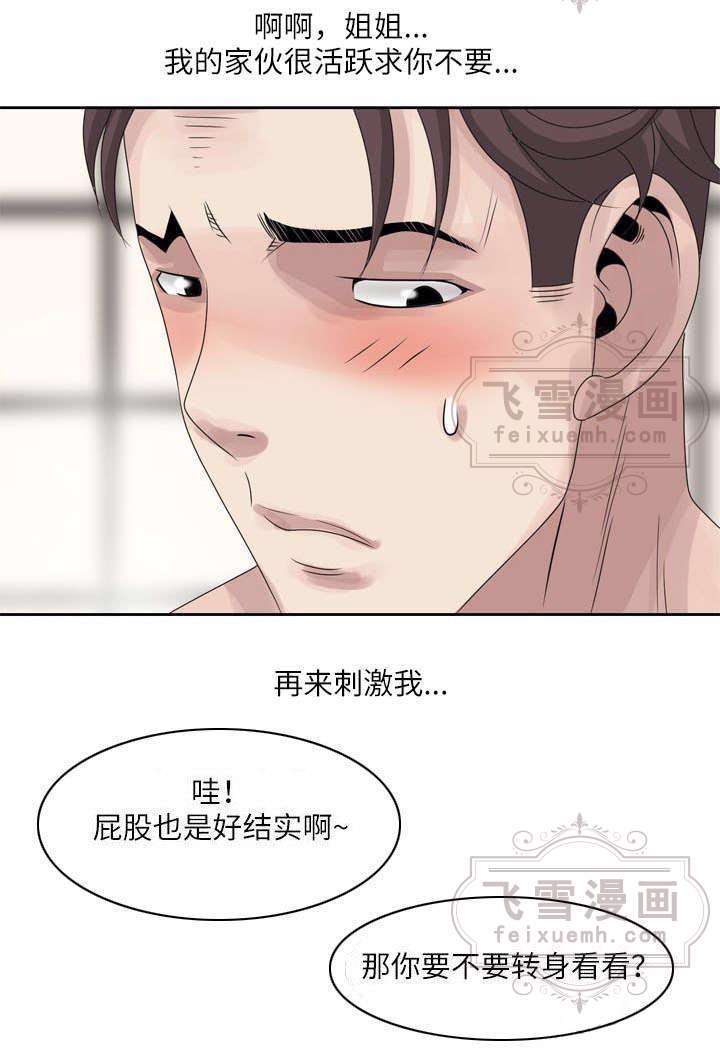 啊啊，姐姐...
我的家伙很活跃求你不要...
飞雪漫画
feixuemh.com
再来刺激我...
哇！
屁股也是好结实啊~
飞雪漫画
feixuemh.com
那你要不要转身看看？